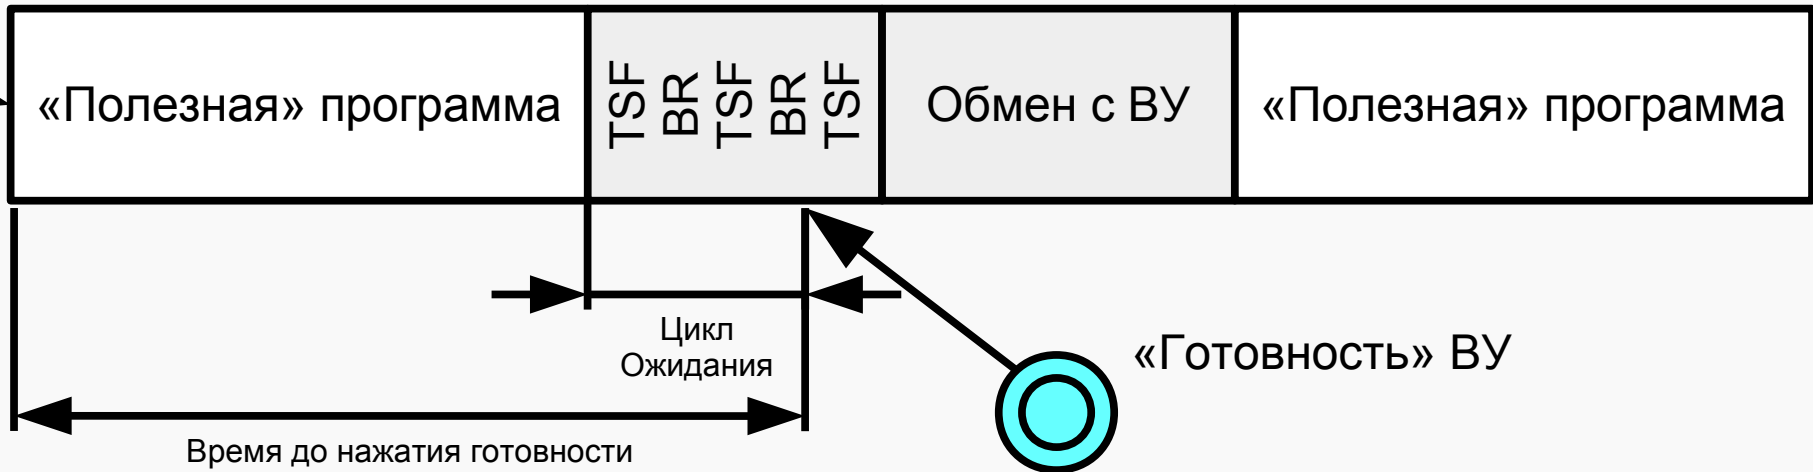 «Полезная» программа
TSF
BR
TSF
BR
TSF
Обмен с ВУ
«Полезная» программа
Цикл
Ожидания
«Готовность» ВУ
Время до нажатия готовности